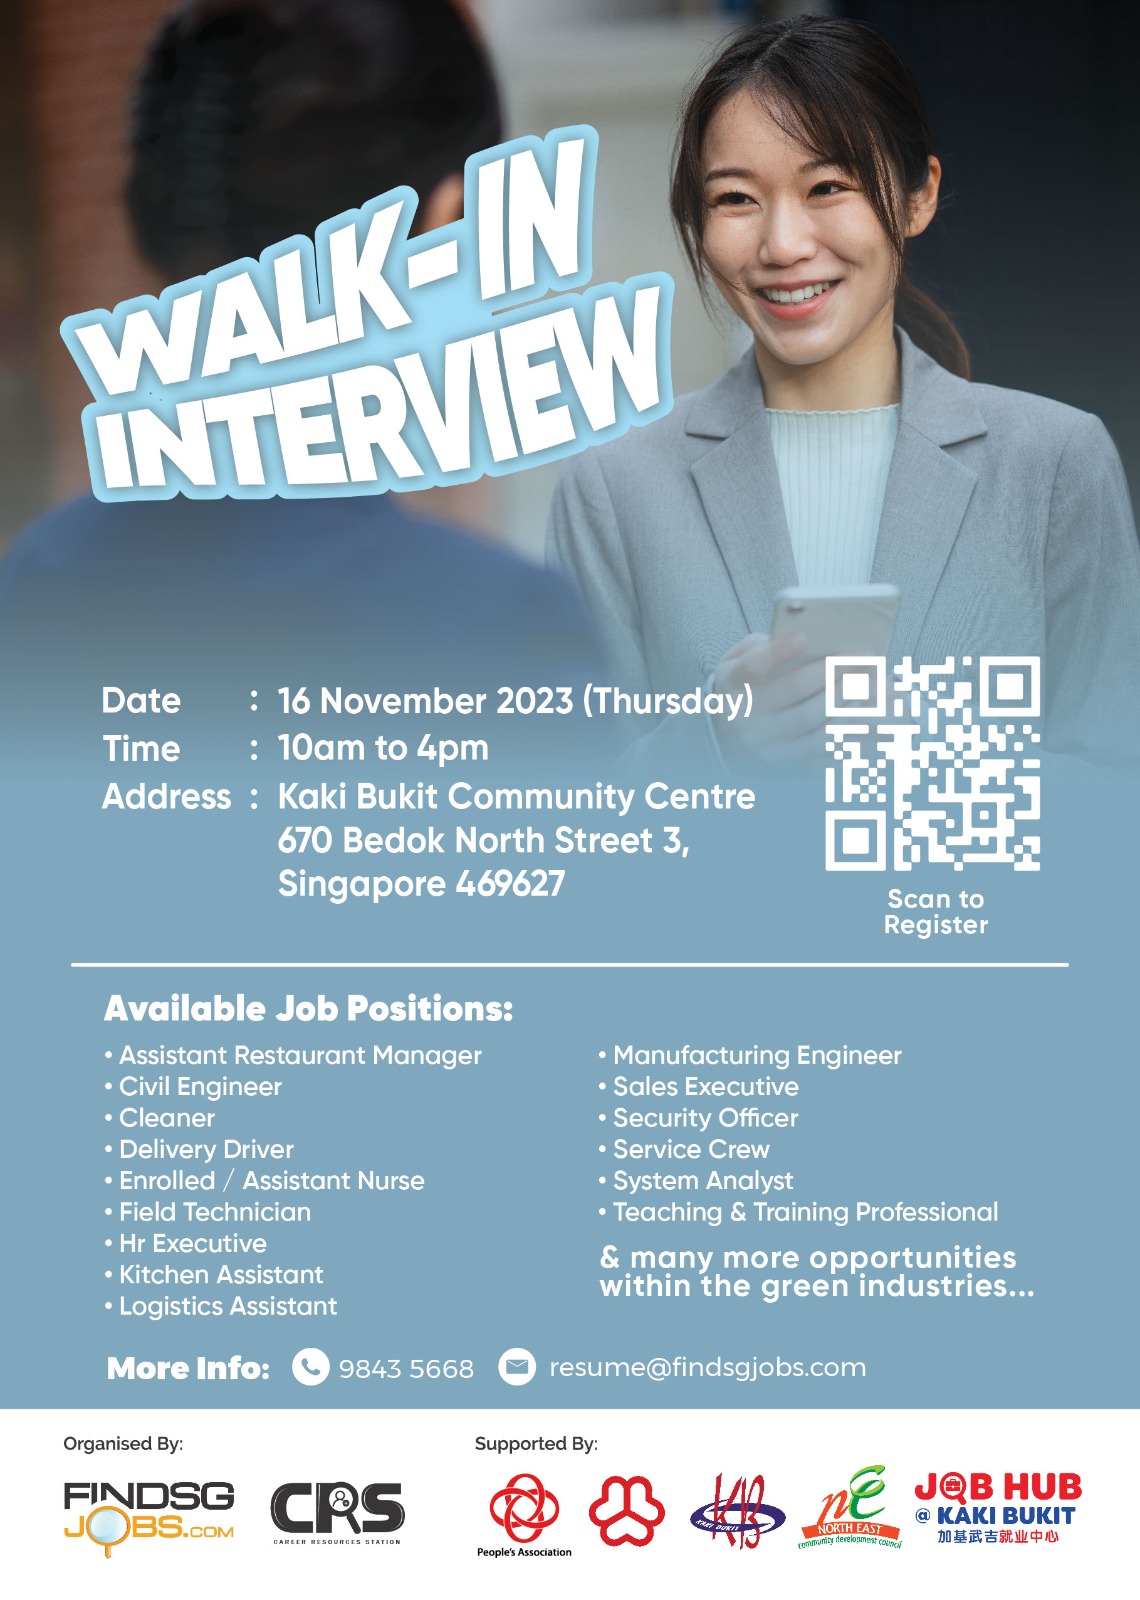 WALK-IN
INTERVIEW
Date : 16 November 2023 (Thursday)
Time : 10am to 4pm
Address : Kaki Bukit Community Centre
670 Bedok North Street 3,
Singapore 469627
Scan to
Register
Available Job Positions:
• Assistant Restaurant Manager
• Civil Engineer
• Cleaner
• Delivery Driver
• Enrolled / Assistant Nurse
• Field Technician
• Hr Executive
• Kitchen Assistant
• Logistics Assistant
• Manufacturing Engineer
• Sales Executive
• Security Officer
• Service Crew
• System Analyst
• Teaching & Training Professional
& many more opportunities
within the green industries...
More Info: 9843 5668 resume@findsgjobs.com
Organised By:
FINDSG
JOBS.COM
CRS
CAREER RESOURCES STATION
Supported By:
People's Association
KB
KAKI BUKIT
nE
NORTH EAST
community development council
JOB HUB
@ KAKI BUKIT
加基武吉就业中心